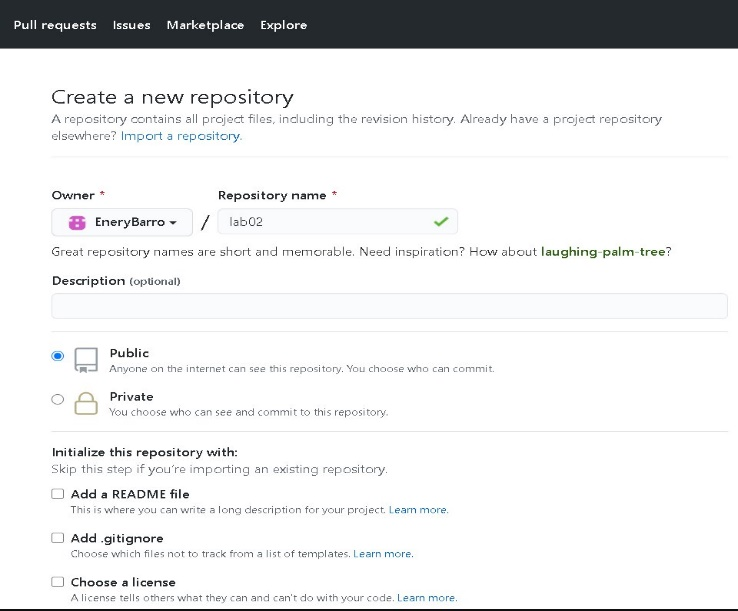 Pull requests Issues Marketplace Explore
Create a new repository
A repository contains all project files, including the revision history. Already have a project repository
elsewhere? Import a repository.
Owner * Repository name *
EneryBarro / lab02
Great repository names are short and memorable. Need inspiration? How about laughing-palm-tree?
Description (optional)
Public
Anyone on the internet can see this repository. You choose who can commit.
Private
You choose who can see and commit to this repository.
Initialize this repository with:
Skip this step if you're importing an existing repository.
Add a README file
This is where you can write a long description for your project. Learn more.
Add .gitignore
Choose which files not to track from a list of templates. Learn more.
Choose a license
A license tells others what they can and can't do with your code. Learn more.